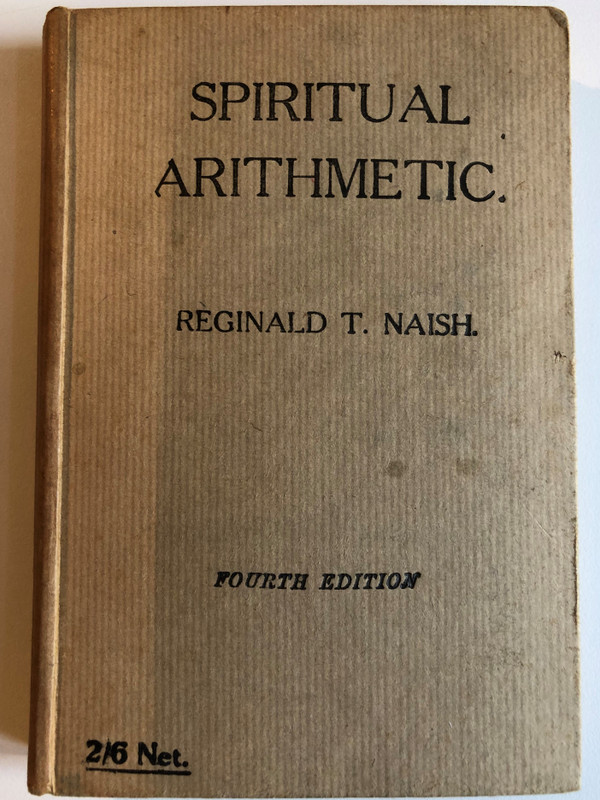 SPIRITUAL
ARITHMETIC.
REGINALD T. NAISH.
FOURTH EDITION
2/6 Net.